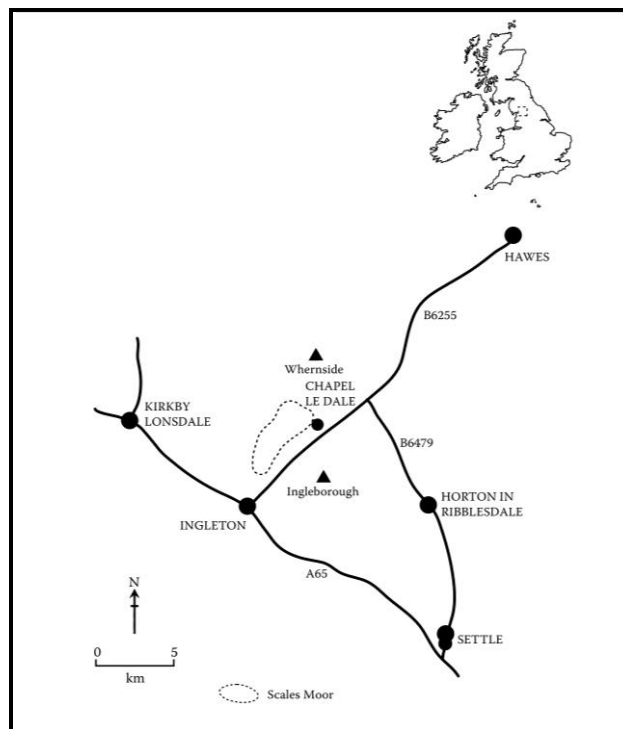 HAWES
B6255
Whernside
CHAPEL
LE DALE
KIRKBY
LONSDALE
B6479
Ingleborough
HORTON IN
RIBBLESDALE
INGLETON
A65
N
SETTLE
0 5
km
Scales Moor